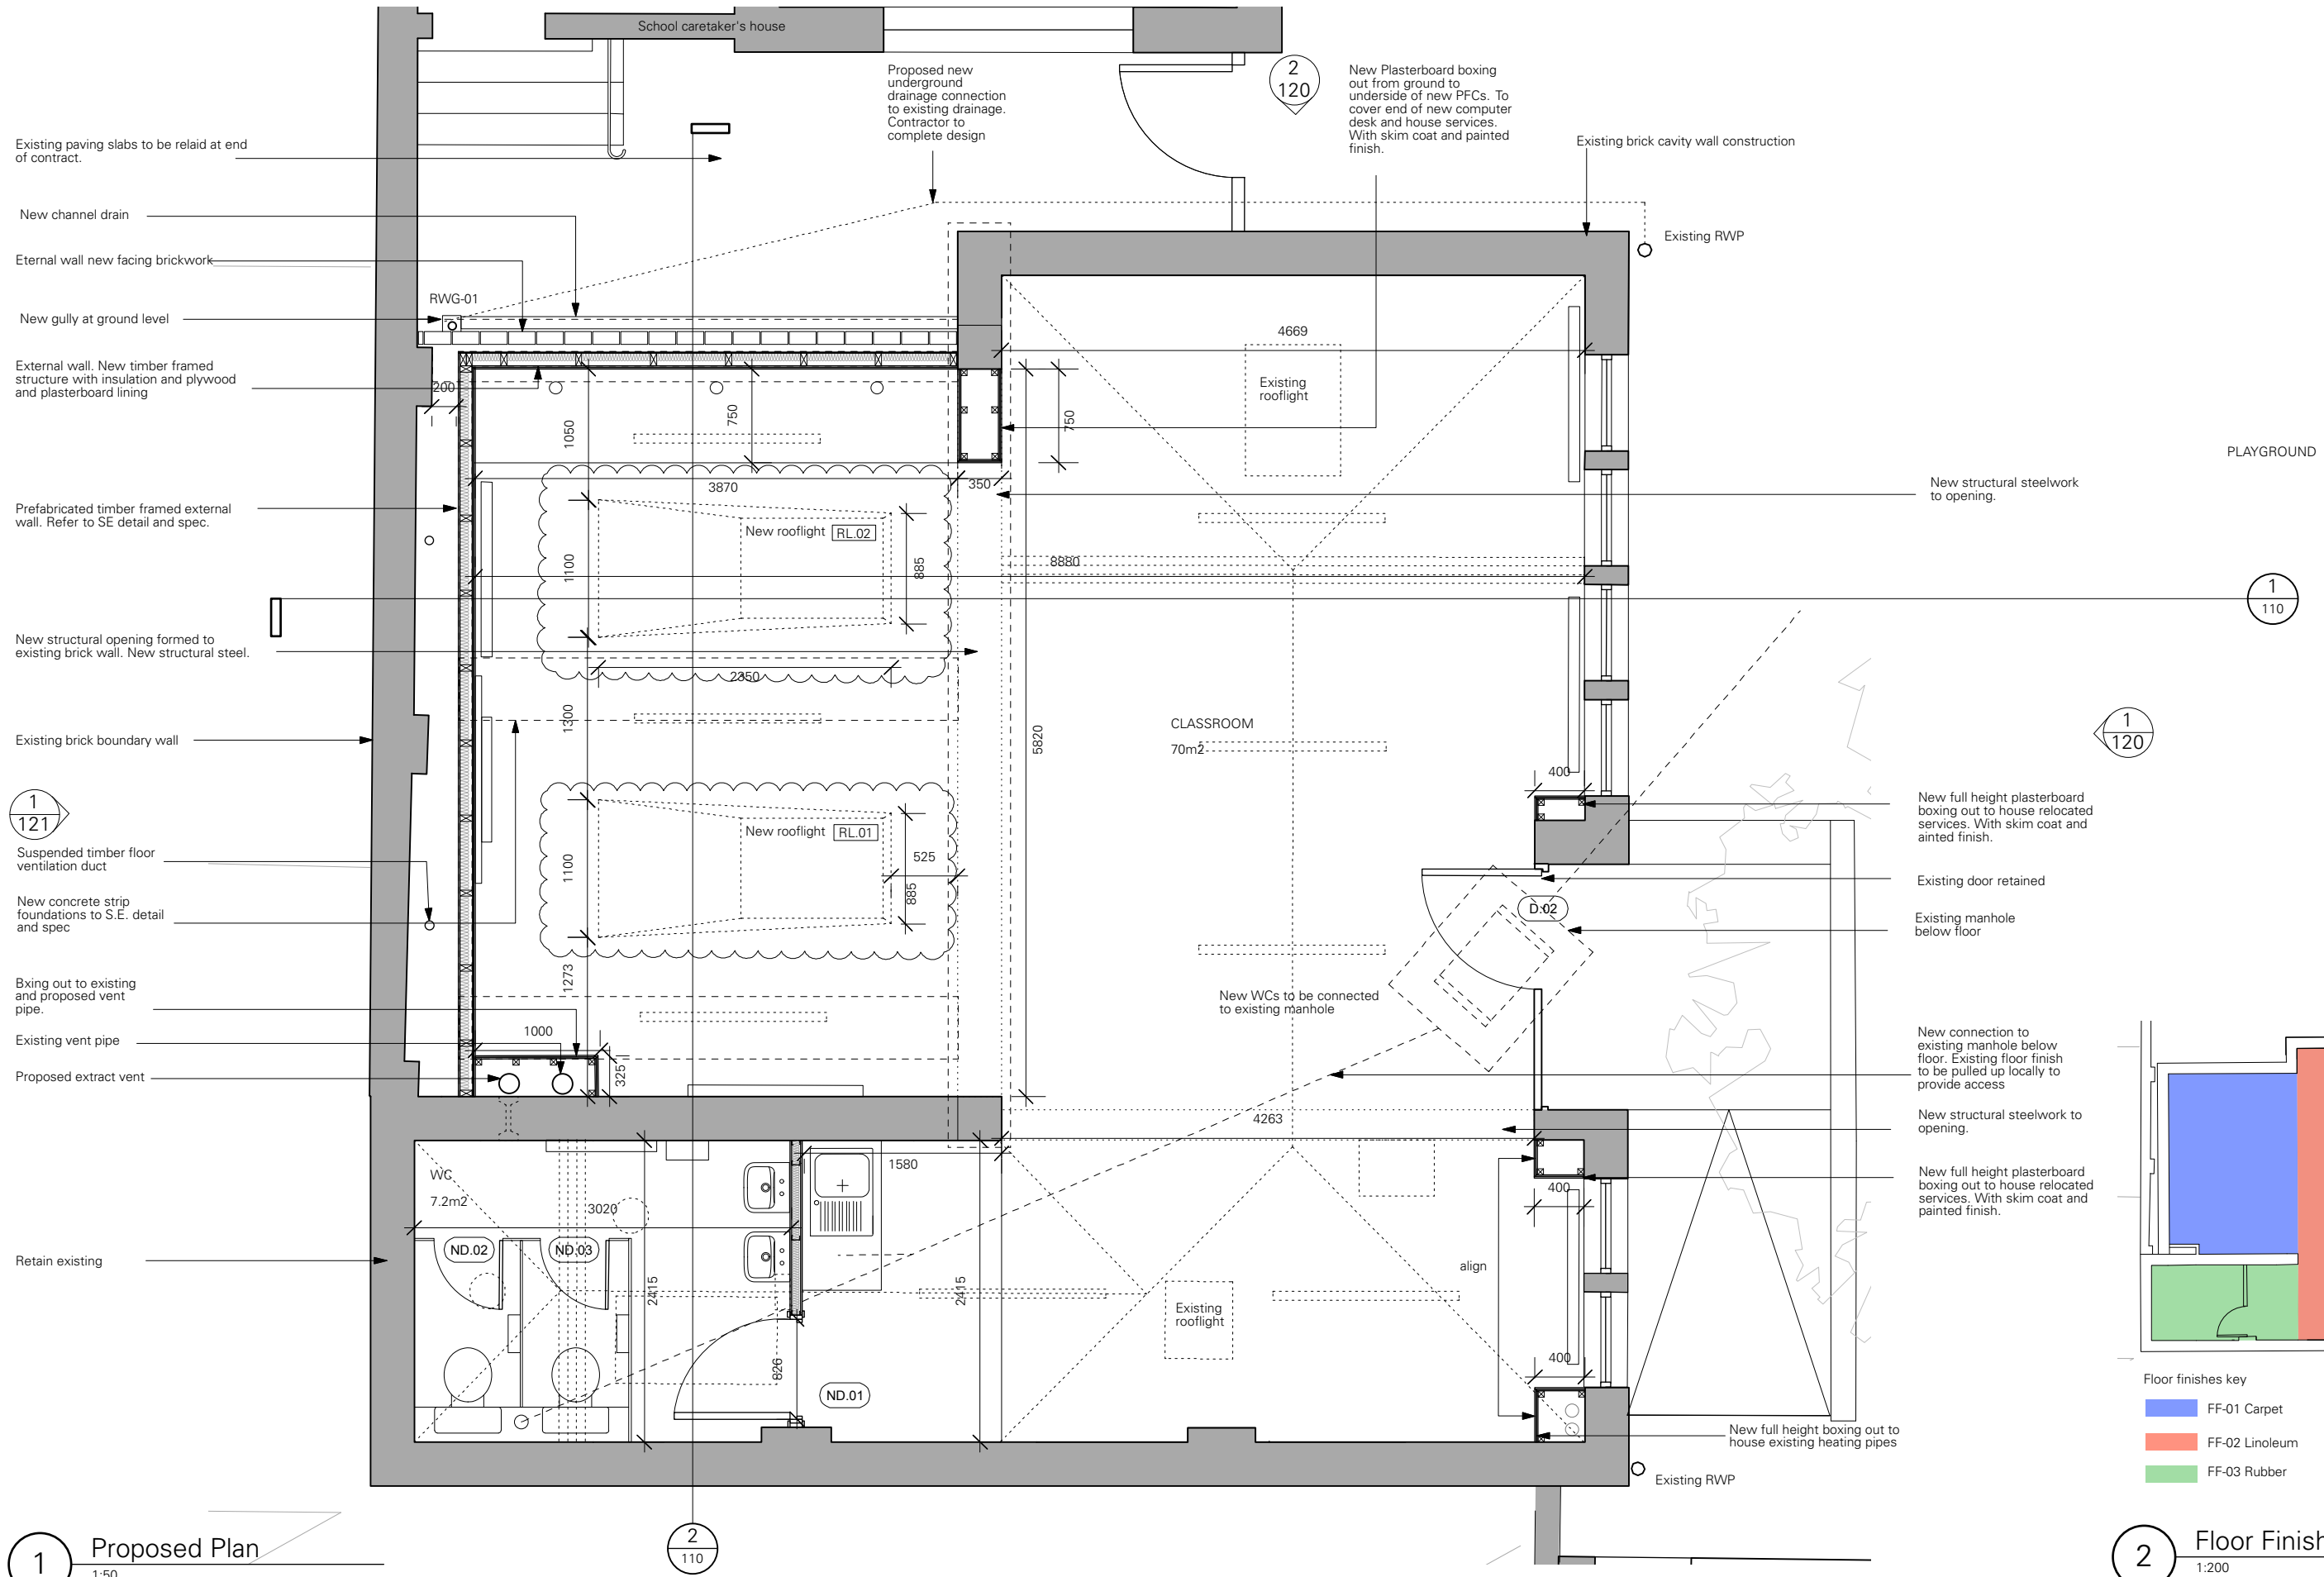 School caretaker's house
Proposed new
underground
drainage connection
to existing drainage.
Contractor to
complete design
2
120
New Plasterboard boxing
out from ground to
underside of new PFCs. To
cover end of new computer
desk and house services.
With skim coat and painted
finish.
Existing brick cavity wall construction
Existing paving slabs to be relaid at end
of contract.
New channel drain
Eternal wall new facing brickwork
Existing RWP
RWG-01
New gully at ground level
External wall. New timber framed
structure with insulation and plywood
and plasterboard lining
200
4669
Existing
rooflight
1050
750
750
PLAYGROUND
3870
350
New structural steelwork
to opening.
Prefabricated timber framed external
wall. Refer to SE detail and spec.
New rooflight
RL.02
1100
885
8880
1
110
New structural opening formed to
existing brick wall. New structural steel.
2350
1300
CLASSROOM
70m2
5820
Existing brick boundary wall
1
120
400
1
121
New full height plasterboard
boxing out to house relocated
services. With skim coat and
ainted finish.
New rooflight
RL.01
525
1100
885
Suspended timber floor
ventilation duct
Existing door retained
D.02
New concrete strip
foundations to S.E. detail
and spec
Existing manhole
below floor
1273
Bxing out to existing
and proposed vent
pipe.
New WCs to be connected
to existing manhole
1000
325
Existing vent pipe
Proposed extract vent
New connection to
existing manhole below
floor. Existing floor finish
to be pulled up locally to
provide access
4263
New structural steelwork to
opening.
WC
7.2m2
1580
3020
New full height plasterboard
boxing out to house relocated
services. With skim coat and
painted finish.
400
ND.02
ND.03
Retain existing
align
2415
2415
Existing
rooflight
826
400
ND.01
New full height boxing out to
house existing heating pipes
Existing RWP
Floor finishes key
FF-01 Carpet
FF-02 Linoleum
FF-03 Rubber
1
Proposed Plan
1:50
2
110
2
Floor Finish
1:200